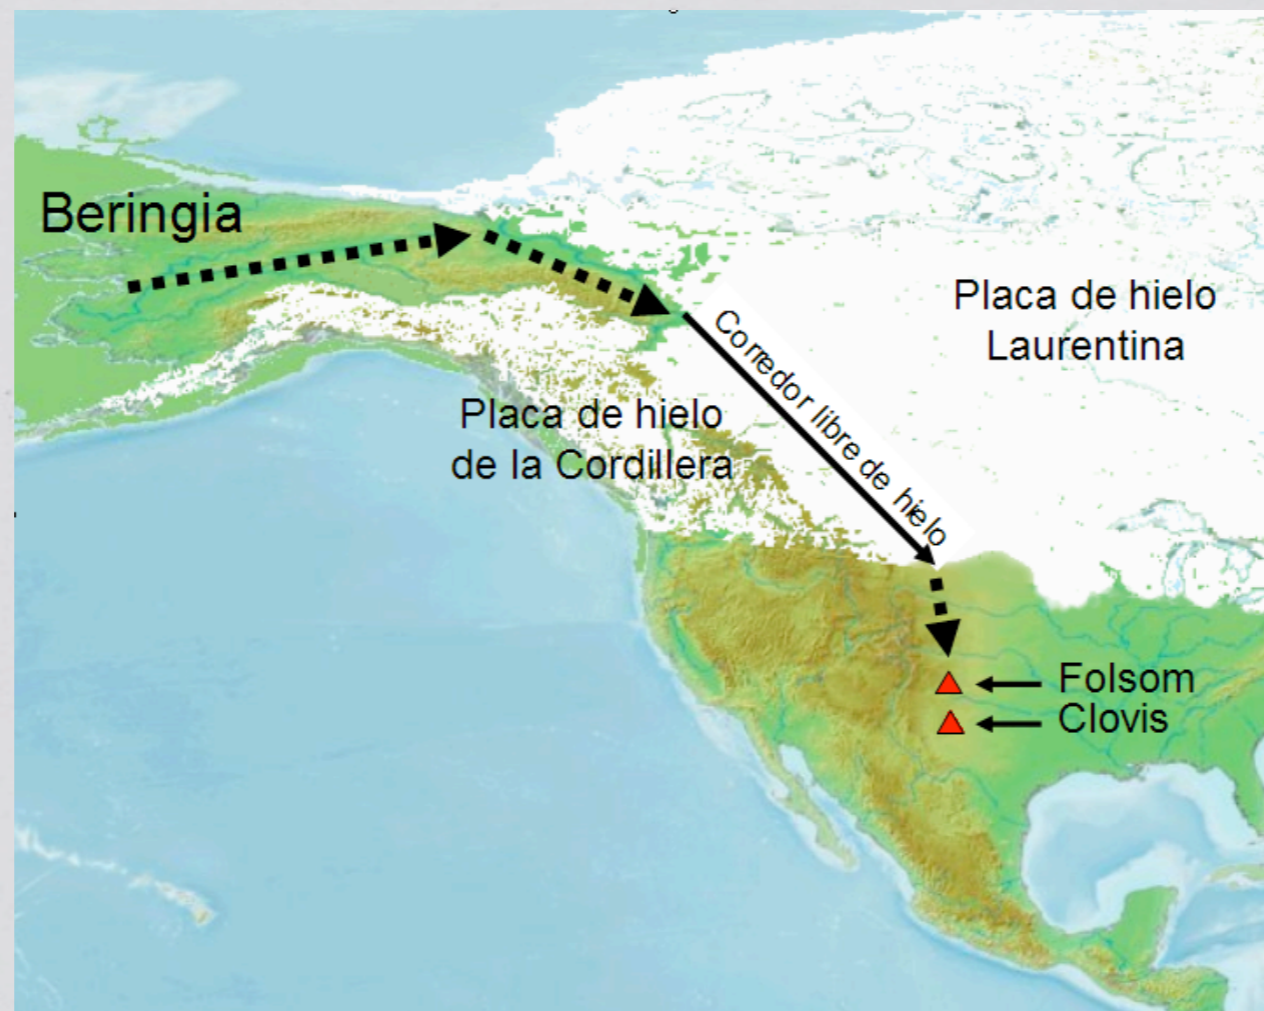 Beringia
Placa de hielo
Laurentina
Corredor libre de hielo
Placa de hielo
de la Cordillera
Folsom
Clovis